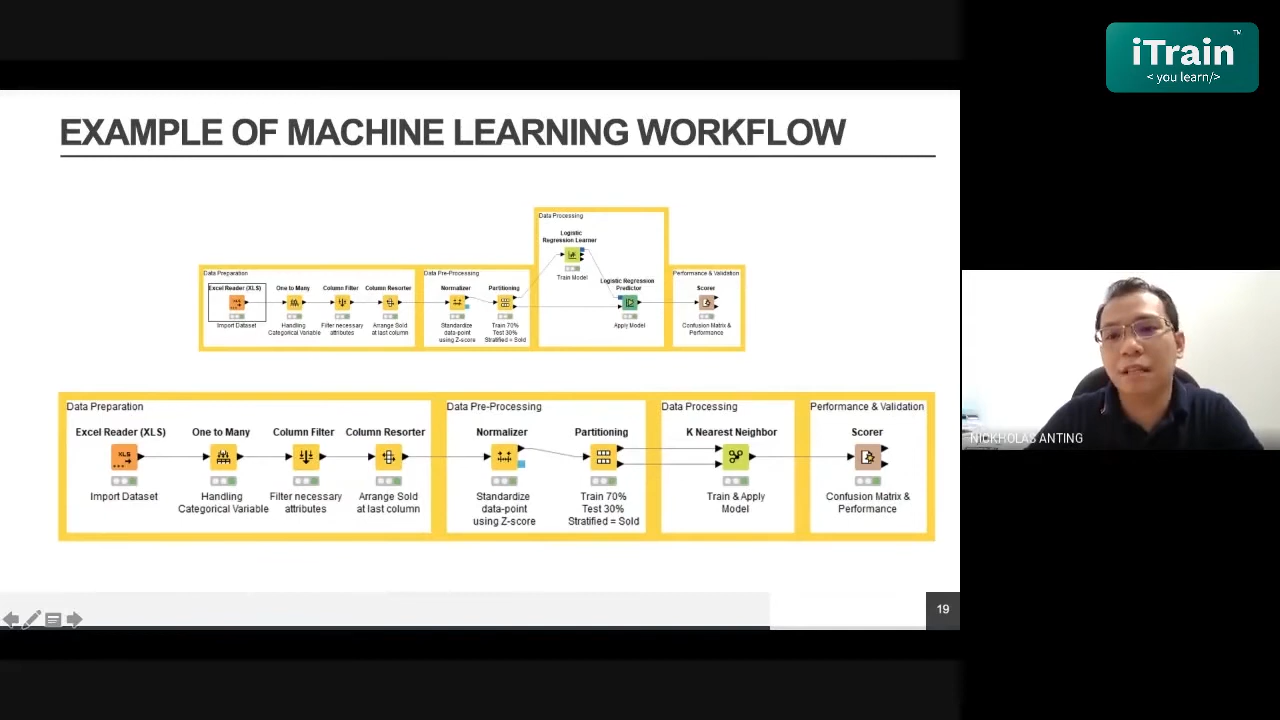 iTrain™
< you learn/>
EXAMPLE OF MACHINE LEARNING WORKFLOW
Data Processing
Logistic
Regression Learner
Train Model
Data Preparation
Excel Reader (XLS)
One to Many
Column Filter
Column Resorter
XLS
Import Dataset
Handling
Categorical Variable
Filter necessary
attributes
Arrange Sold
at last column
Data Pre-Processing
Normalizer
Partitioning
Standardize
data-point
using Z-score
Train 70%
Test 30%
Stratified = Sold
Logistic Regression
Predictor
Apply Model
Performance & Validation
Scorer
Confusion Matrix &
Performance
Data Preparation
Excel Reader (XLS)
One to Many
Column Filter
Column Resorter
XLS
Import Dataset
Handling
Categorical Variable
Filter necessary
attributes
Arrange Sold
at last column
Data Pre-Processing
Normalizer
Partitioning
Standardize
data-point
using Z-score
Train 70%
Test 30%
Stratified = Sold
Data Processing
K Nearest Neighbor
Train & Apply
Model
Performance & Validation
Scorer
Confusion Matrix &
Performance
19
NICKHOLAS ANTING